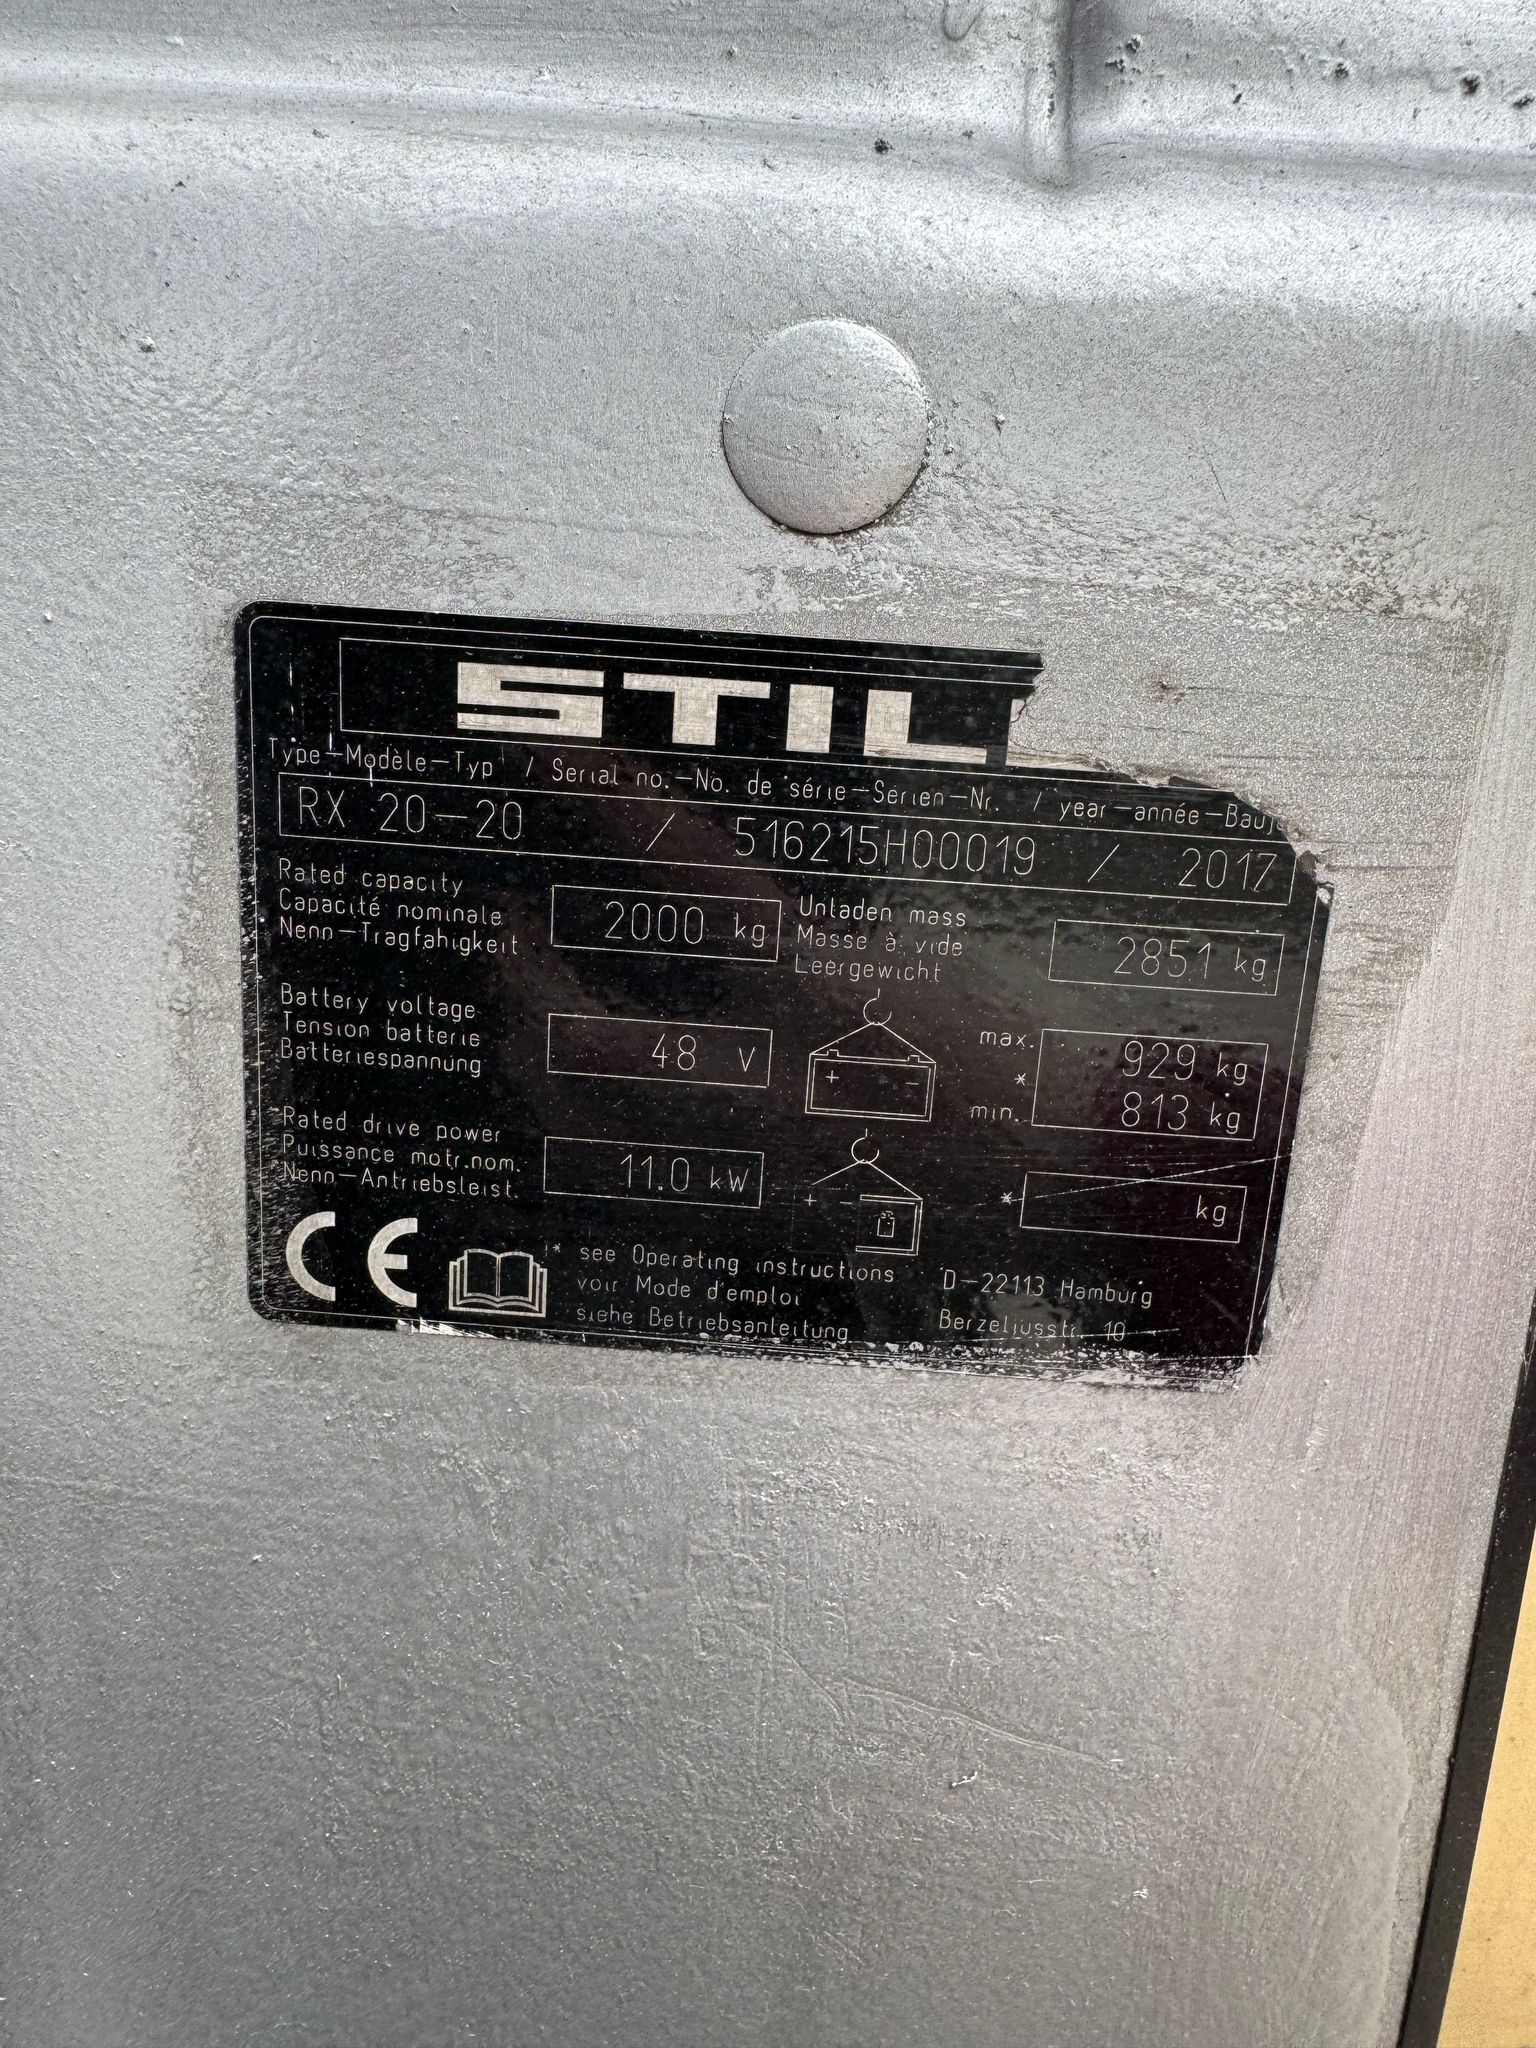 STILL
Type-Modèle-Typ / Serial no.-No. de série-Serien-Nr. / year-année-Bauj
RX 20-20 / 516215H00019 / 2017
Rated capacity
Capacité nominale
Nenn-Tragfähigkeit
2000 kg
Unladen mass
Masse à vide
Leergewicht
2851 kg
Battery voltage
Tension batterie
Batteriespannung
48 V
+ -
max. 929 kg
*
min. 813 kg
Rated drive power
Puissance motr.nom.
Nenn-Antriebsleist.
11.0 kW
+ -
* kg
CE
* see Operating instructions
voir Mode d'emploi
siehe Betriebsanleitung
D-22113 Hamburg
Berzeliusstr. 10